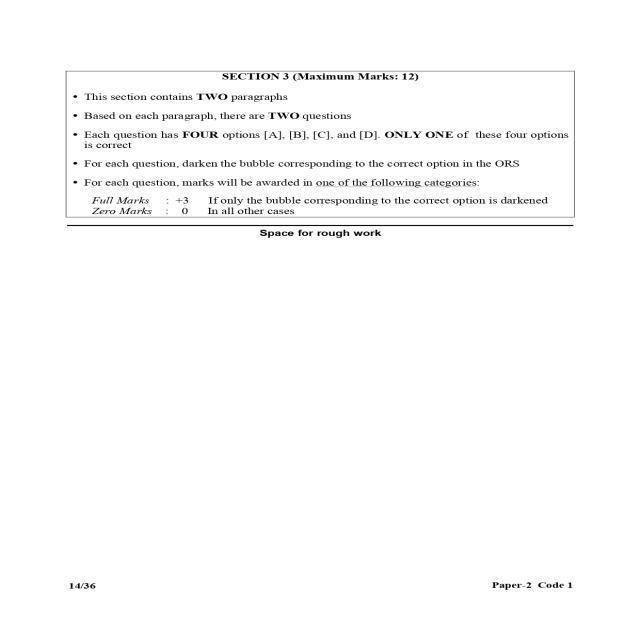 SECTION 3 (Maximum Marks: 12)
• This section contains TWO paragraphs
• Based on each paragraph, there are TWO questions
• Each question has FOUR options [A], [B], [C], and [D]. ONLY ONE of these four options
is correct
• For each question, darken the bubble corresponding to the correct option in the ORS
• For each question, marks will be awarded in one of the following categories:
Full Marks : +3 If only the bubble corresponding to the correct option is darkened
Zero Marks : 0 In all other cases
Space for rough work
14/36 Paper-2 Code 1